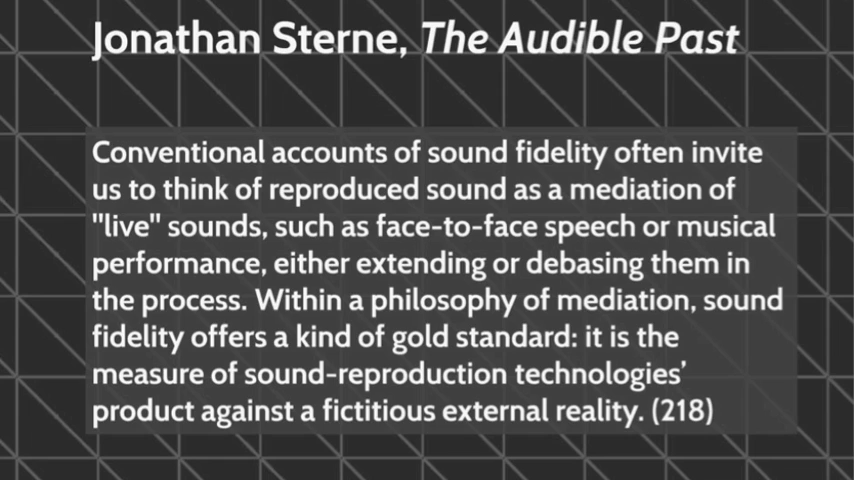 Jonathan Sterne, The Audible Past
Conventional accounts of sound fidelity often invite
us to think of reproduced sound as a mediation of
"live" sounds, such as face-to-face speech or musical
performance, either extending or debasing them in
the process. Within a philosophy of mediation, sound
fidelity offers a kind of gold standard: it is the
measure of sound-reproduction technologies’
product against a fictitious external reality. (218)